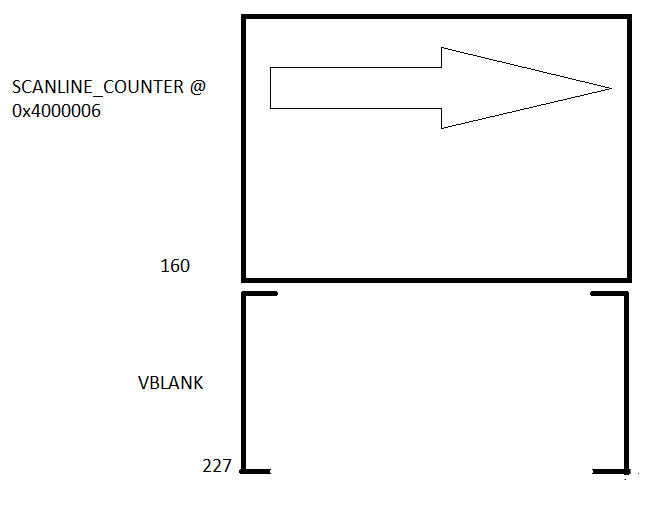 SCANLINE_COUNTER @
0x4000006
160
VBLANK
227